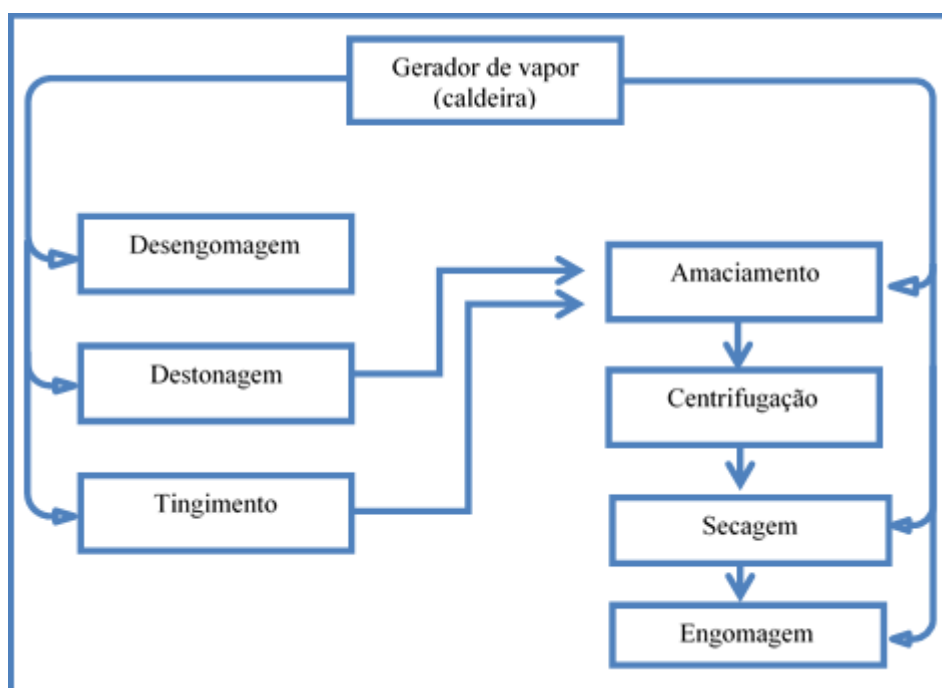 Gerador de vapor
(caldeira)
Desengomagem
Destonagem
Tingimento
Amaciamento
Centrifugação
Secagem
Engomagem